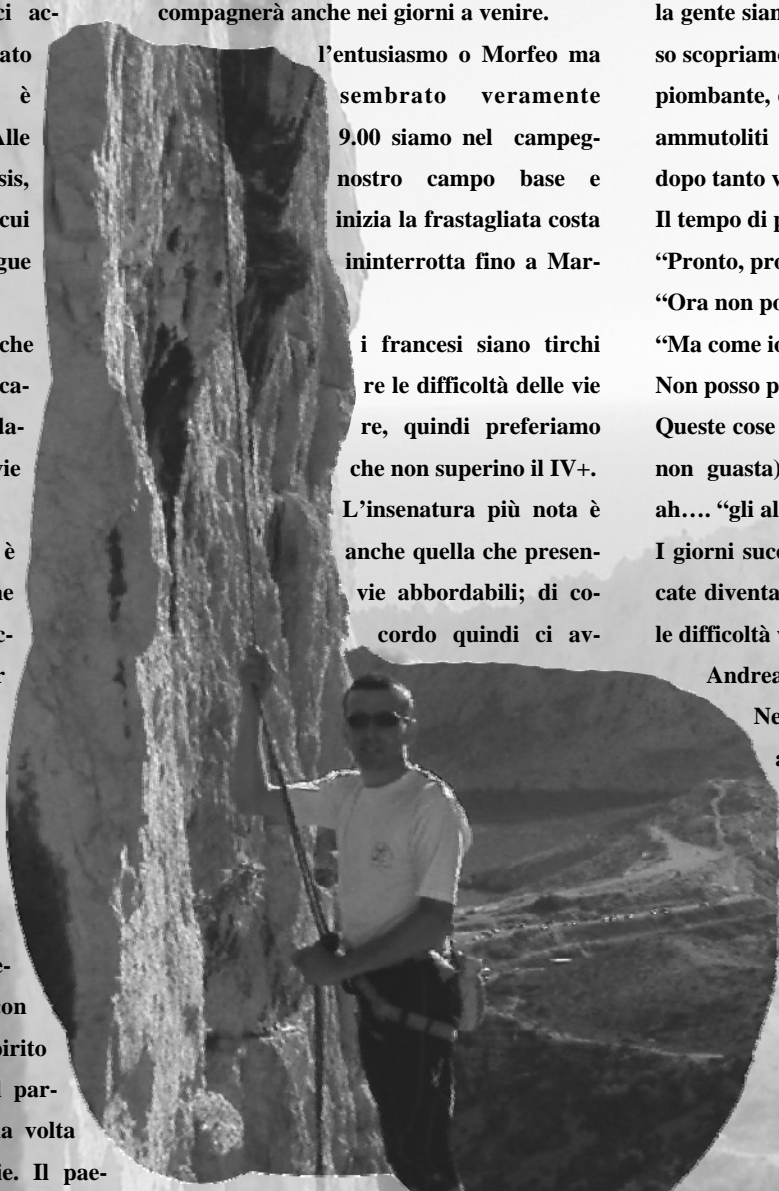 ci ac-
ato
è
Alle
sis,
cui
gue
che
ca-
la-
vie
è
ne
c-
r
e-
con
pirito
l par-
a volta
ie. Il pae-
compagnerà anche nei giorni a venire.
l'entusiasmo o Morfeo ma
sembrato veramente
9.00 siamo nel campeg-
nostro campo base e
inizia la frastagliata costa
ininterrotta fino a Mar-
i francesi siano tirchi
re le difficoltà delle vie
re, quindi preferiamo
che non superino il IV+.
L'insenatura più nota è
anche quella che presen-
vie abbordabili; di co-
cordo quindi ci av-
la gente sian
so scopriamo
piombante,
ammutoliti
dopo tanto v
Il tempo di p
“Pronto, pro
“Ora non po
“Ma come io
Non posso p
Queste cose
non guasta)
ah…. “gli al
I giorni succ
cate diventa
le difficoltà v
Andrea
Ne
a